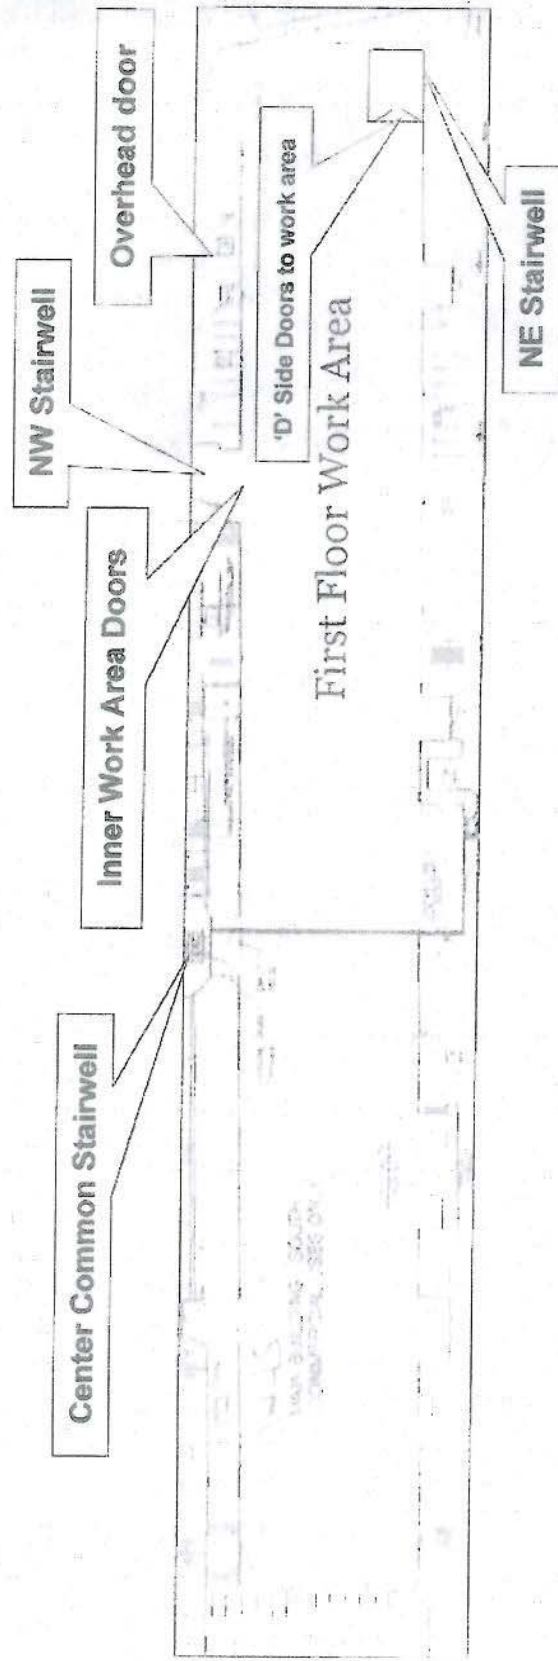 Center Common Stairwell
Inner Work Area Doors
NW Stairwell
Overhead door
'D' Side Doors to work area
First Floor Work Area
NE Stairwell